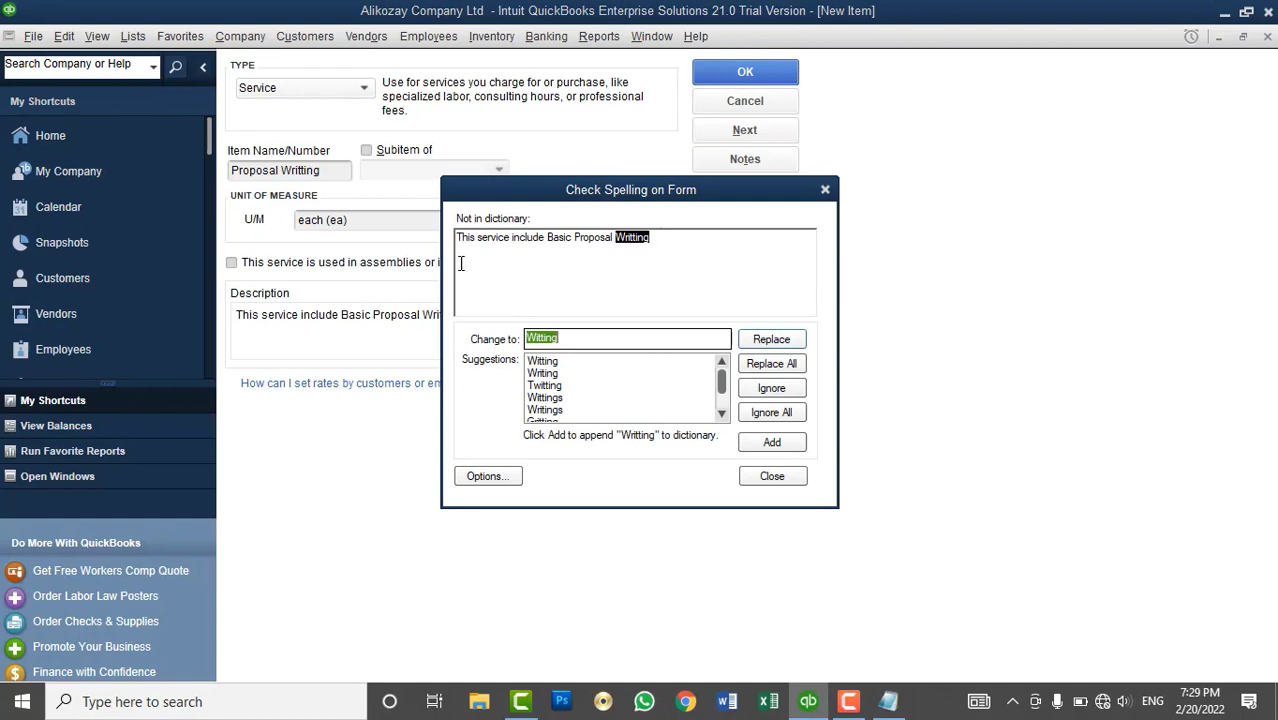 Alikozay Company Ltd - Intuit QuickBooks Enterprise Solutions 21.0 Trial Version - [New Item]
File Edit View Lists Favorites Company Customers Vendors Employees Inventory Banking Reports Window Help
Search Company or Help
My Shortcuts
Home
My Company
Calendar
Snapshots
Customers
Vendors
Employees
My Shortcuts
View Balances
Run Favorite Reports
Open Windows
Do More With QuickBooks
Get Free Workers Comp Quote
Order Labor Law Posters
Order Checks & Supplies
Promote Your Business
Finance with Confidence
TYPE
Service
Use for services you charge for or purchase, like
specialized labor, consulting hours, or professional
fees.
OK
Cancel
Next
Notes
Item Name/Number
Subitem of
Proposal Writting
UNIT OF MEASURE
U/M each (ea)
This service is used in assemblies or i
Description
This service include Basic Proposal Wri
How can I set rates by customers or em
Check Spelling on Form
Not in dictionary:
This service include Basic Proposal Writting
Change to: Witting
Replace
Suggestions:
Witting
Writing
Twitting
Wittings
Writings
Gritting
Replace All
Ignore
Ignore All
Click Add to append "Writting" to dictionary.
Add
Options...
Close
Type here to search
ENG
7:29 PM
2/20/2022